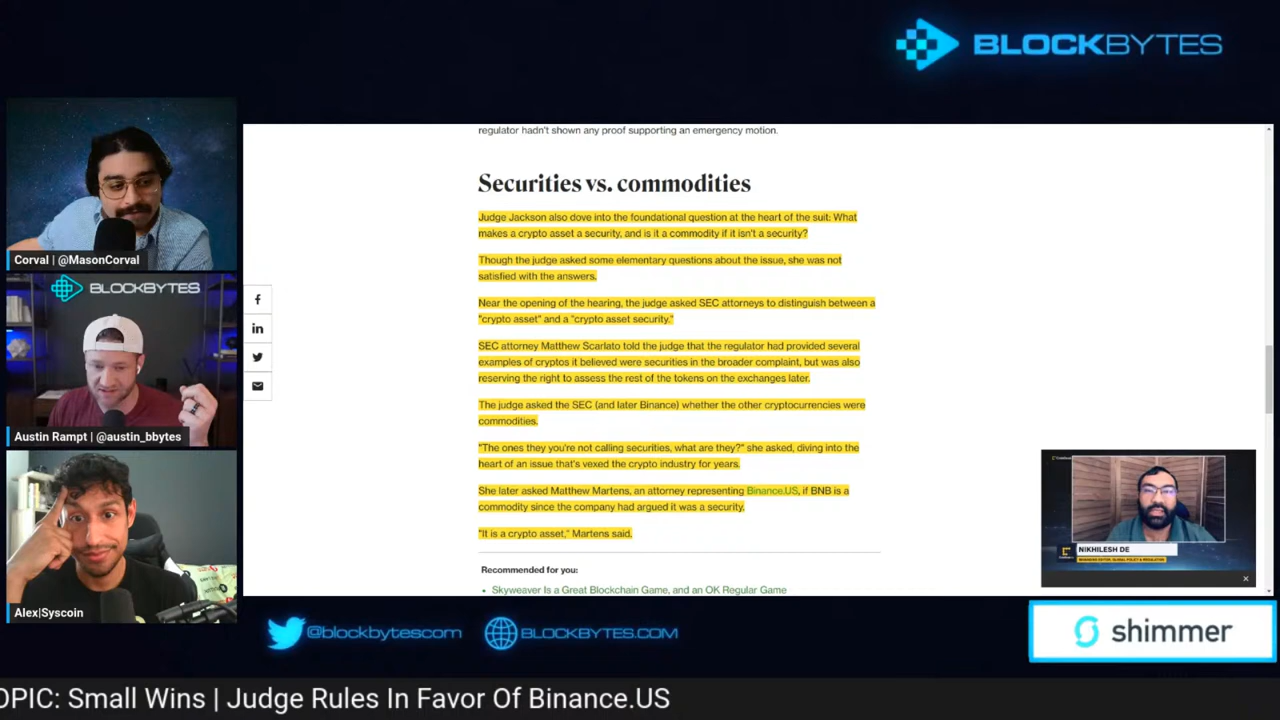 BLOCKBYTES
regulator hadn't shown any proof supporting an emergency motion.
Securities vs. commodities
Judge Jackson also dove into the foundational question at the heart of the suit: What
makes a crypto asset a security, and is it a commodity if it isn't a security?
Though the judge asked some elementary questions about the issue, she was not
satisfied with the answers.
Near the opening of the hearing, the judge asked SEC attorneys to distinguish between a
"crypto asset" and a "crypto asset security."
SEC attorney Matthew Scarlato told the judge that the regulator had provided several
examples of cryptos it believed were securities in the broader complaint, but was also
reserving the right to assess the rest of the tokens on the exchanges later.
The judge asked the SEC (and later Binance) whether the other cryptocurrencies were
commodities.
"The ones they you're not calling securities, what are they?" she asked, diving into the
heart of an issue that's vexed the crypto industry for years.
She later asked Matthew Martens, an attorney representing Binance.US, if BNB is a
commodity since the company had argued it was a security.
"It is a crypto asset," Martens said.
Recommended for you:
• Skyweaver Is a Great Blockchain Game, and an OK Regular Game
Corval | @MasonCorval
BLOCKBYTES
Austin Rampt | @austin_bbytes
Alex|Syscoin
NIKHILESH DE
MANAGING EDITOR, GLOBAL POLICY & REGULATION
@blockbytescom
BLOCKBYTES.COM
shimmer
OPIC: Small Wins | Judge Rules In Favor Of Binance.US